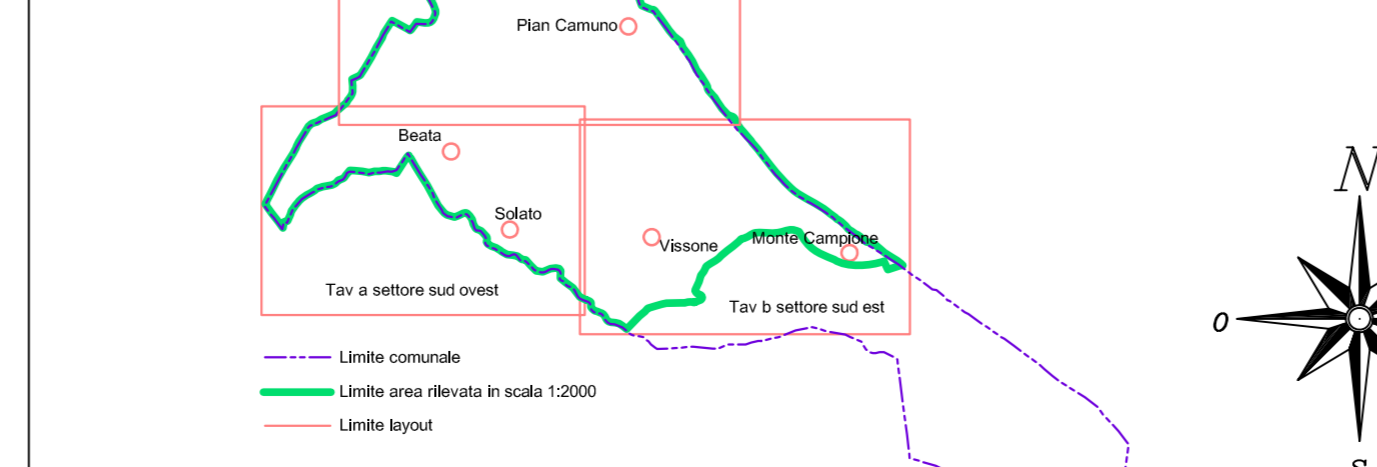 Pian Camuno
Beata
Solato
Vissone
Monte Campione
Tav a settore sud ovest
Tav b settore sud est
Limite comunale
Limite area rilevata in scala 1:2000
Limite layout
N
O
S